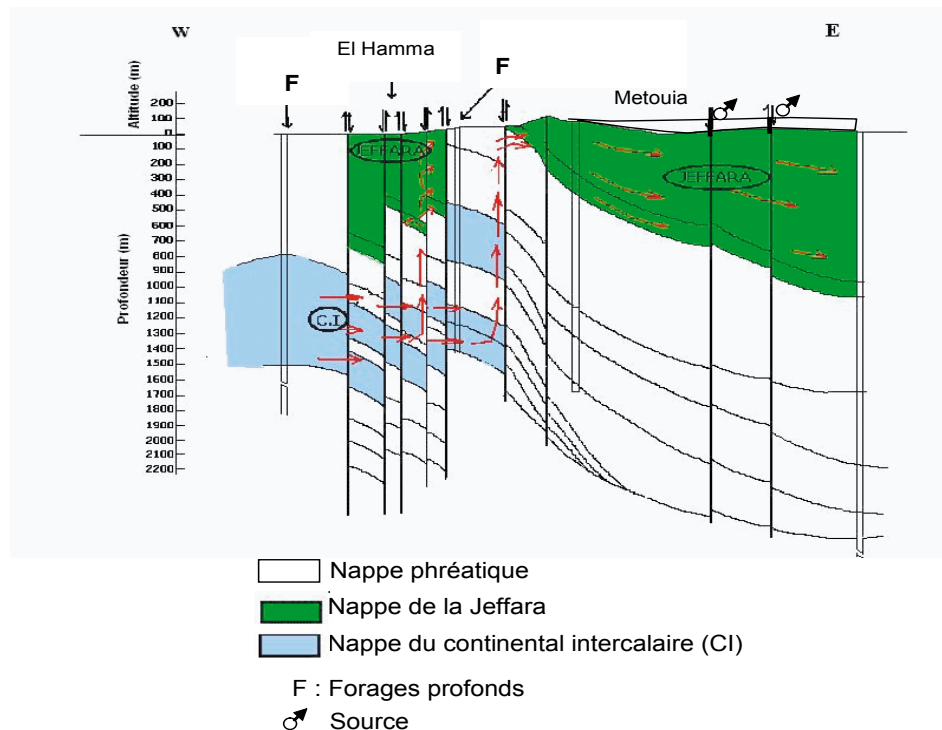 W
E
El Hamma
F
F
Metouia
Altitude (m)
200
100
0
100
200
300
400
500
600
700
800
900
1000
1100
1200
1300
1400
1500
1600
1700
1800
1900
2000
2100
2200
Profondeur (m)
JEFFARA
JEFFARA
C.I
Nappe phréatique
Nappe de la Jeffara
Nappe du continental intercalaire (CI)
F : Forages profonds
Source